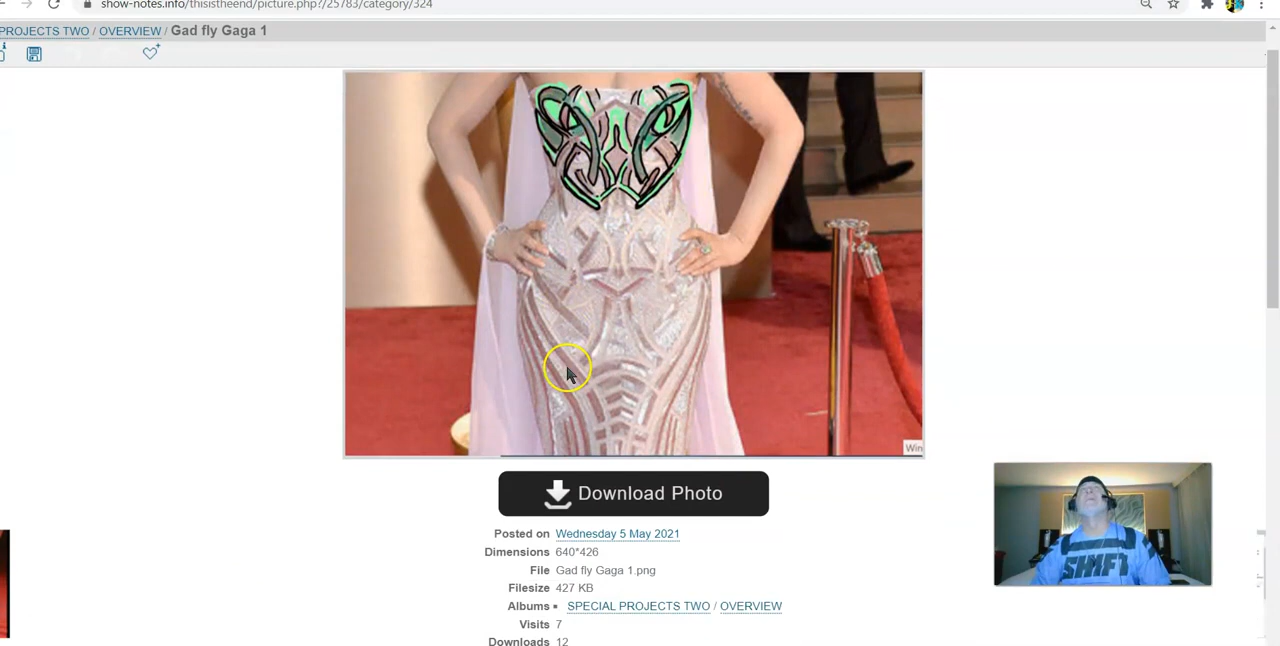 show-notes.info/thisistheend/picture.php?/25783/category/324
PROJECTS TWO / OVERVIEW / Gad fly Gaga 1
Win
Download Photo
Posted on Wednesday 5 May 2021
Dimensions 640*426
File Gad fly Gaga 1.png
Filesize 427 KB
Albums ▪ SPECIAL PROJECTS TWO / OVERVIEW
Visits 7
Downloads 12
SHIFT